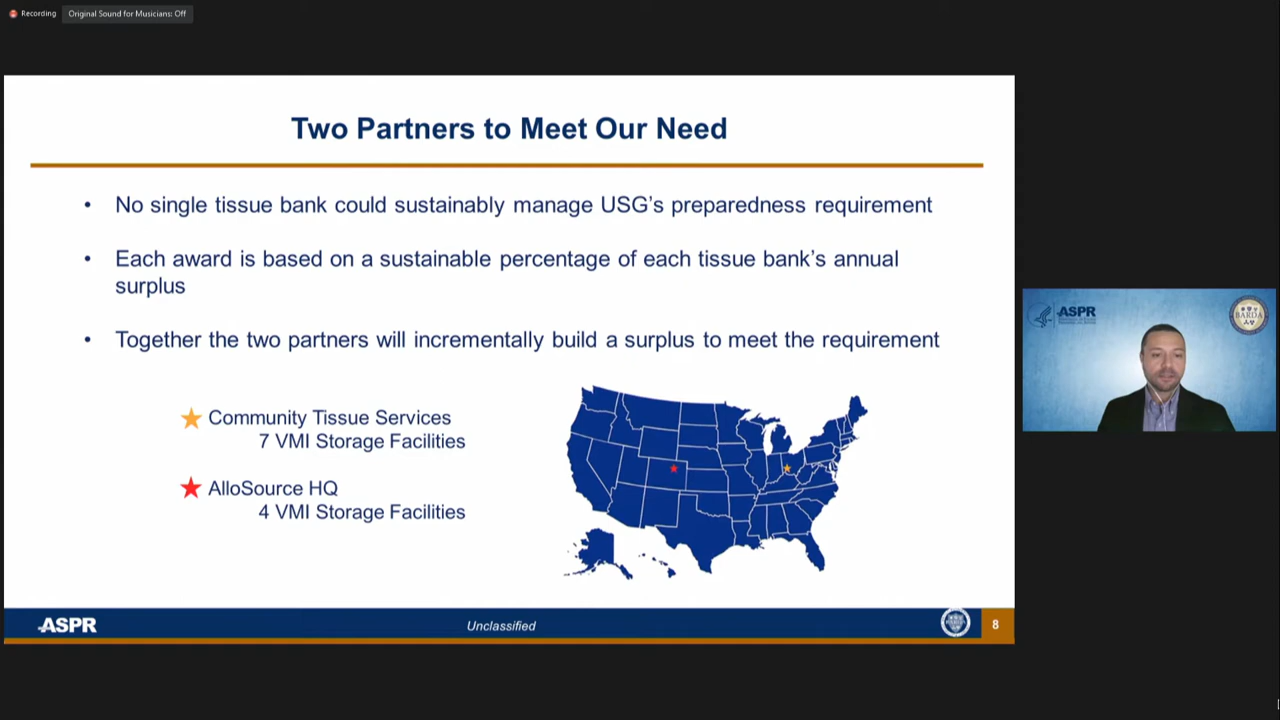 Recording
Original Sound for Musicians: Off
Two Partners to Meet Our Need
• No single tissue bank could sustainably manage USG’s preparedness requirement
• Each award is based on a sustainable percentage of each tissue bank’s annual
surplus
• Together the two partners will incrementally build a surplus to meet the requirement
Community Tissue Services
7 VMI Storage Facilities
AlloSource HQ
4 VMI Storage Facilities
ASPR
BARDA
ASPR
Unclassified
8